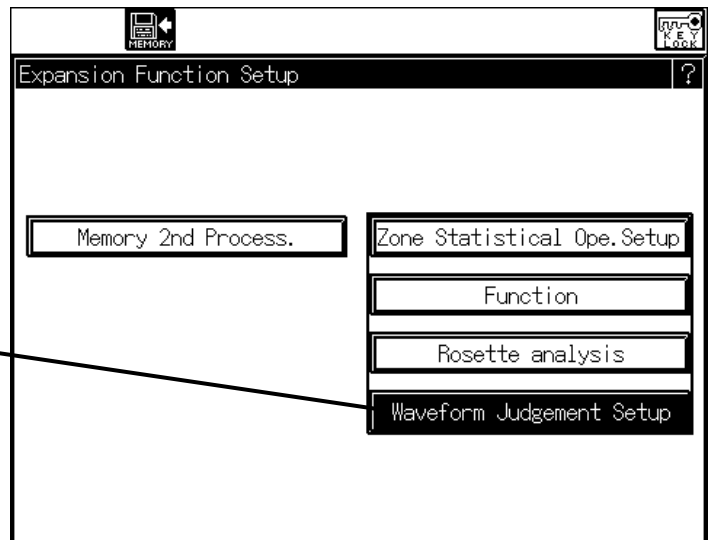 MEMORY
KEY
LOCK
Expansion Function Setup ?
Memory 2nd Process.
Zone Statistical Ope.Setup
Function
Rosette analysis
Waveform Judgement Setup